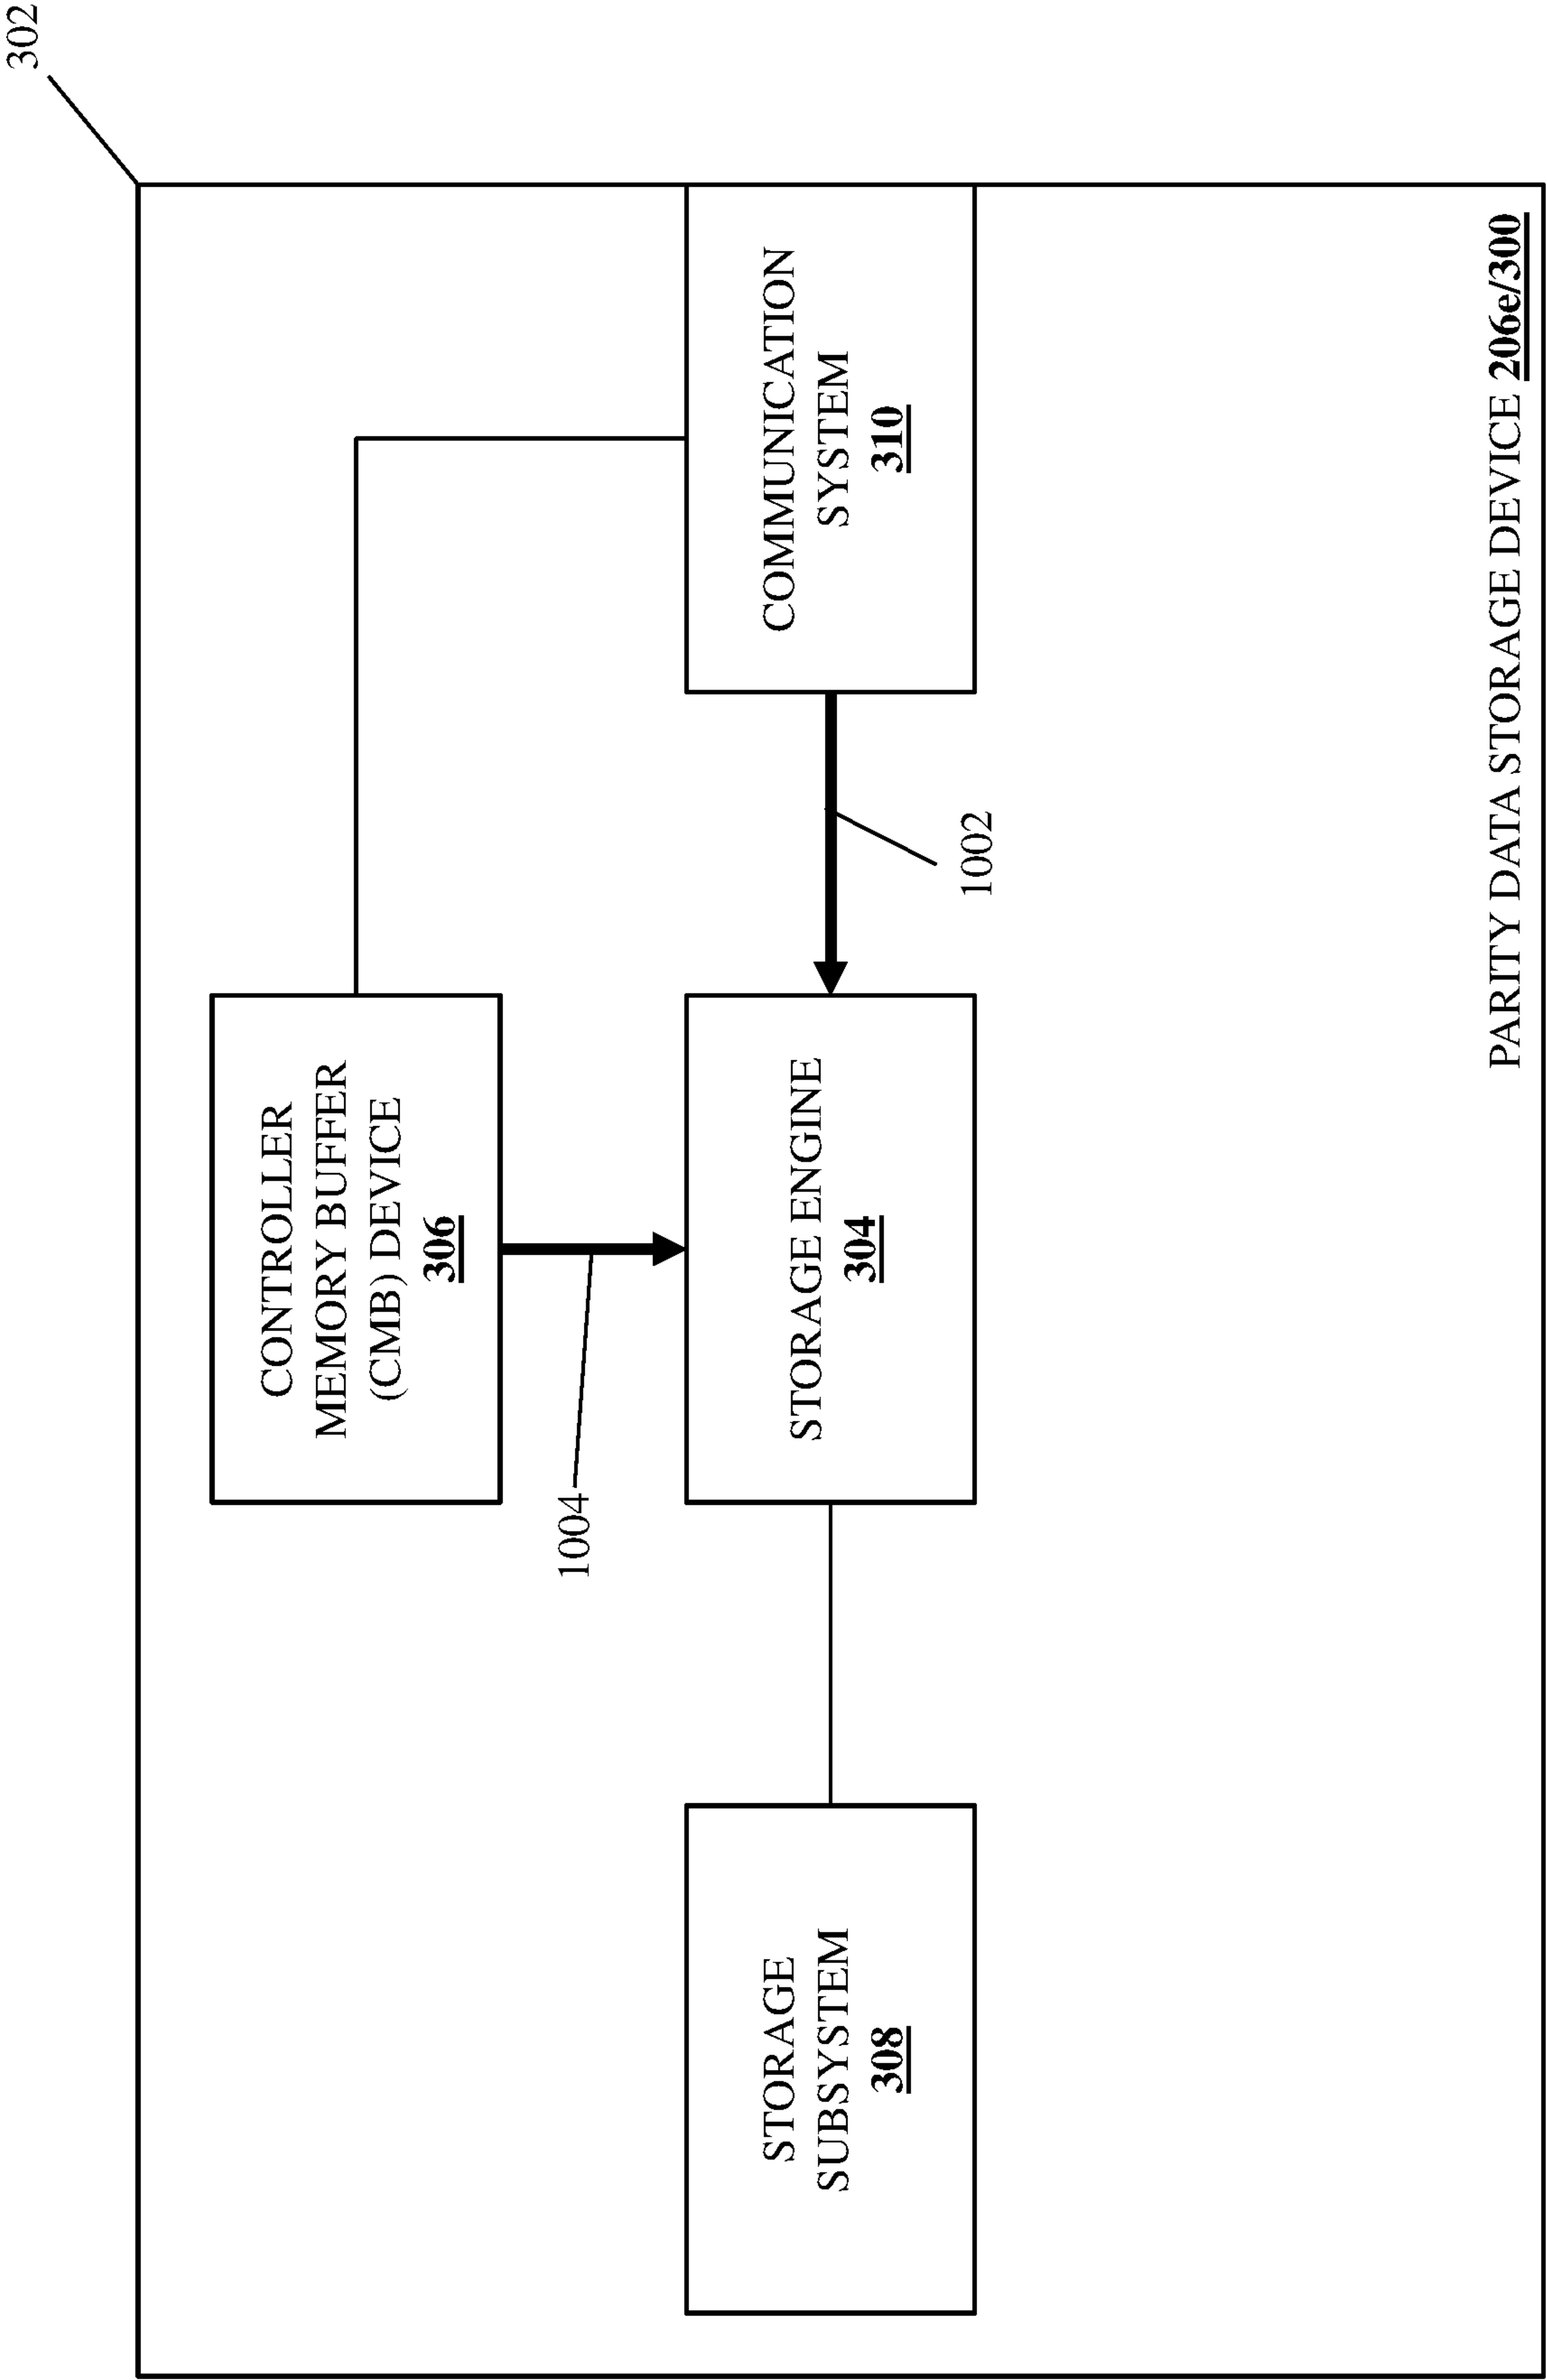 302
CONTROLLER
MEMORY BUFFER
(CMB) DEVICE
306
1004
STORAGE
SUBSYSTEM
308
STORAGE ENGINE
304
COMMUNICATION
SYSTEM
310
1002
PARITY DATA STORAGE DEVICE 206e/300